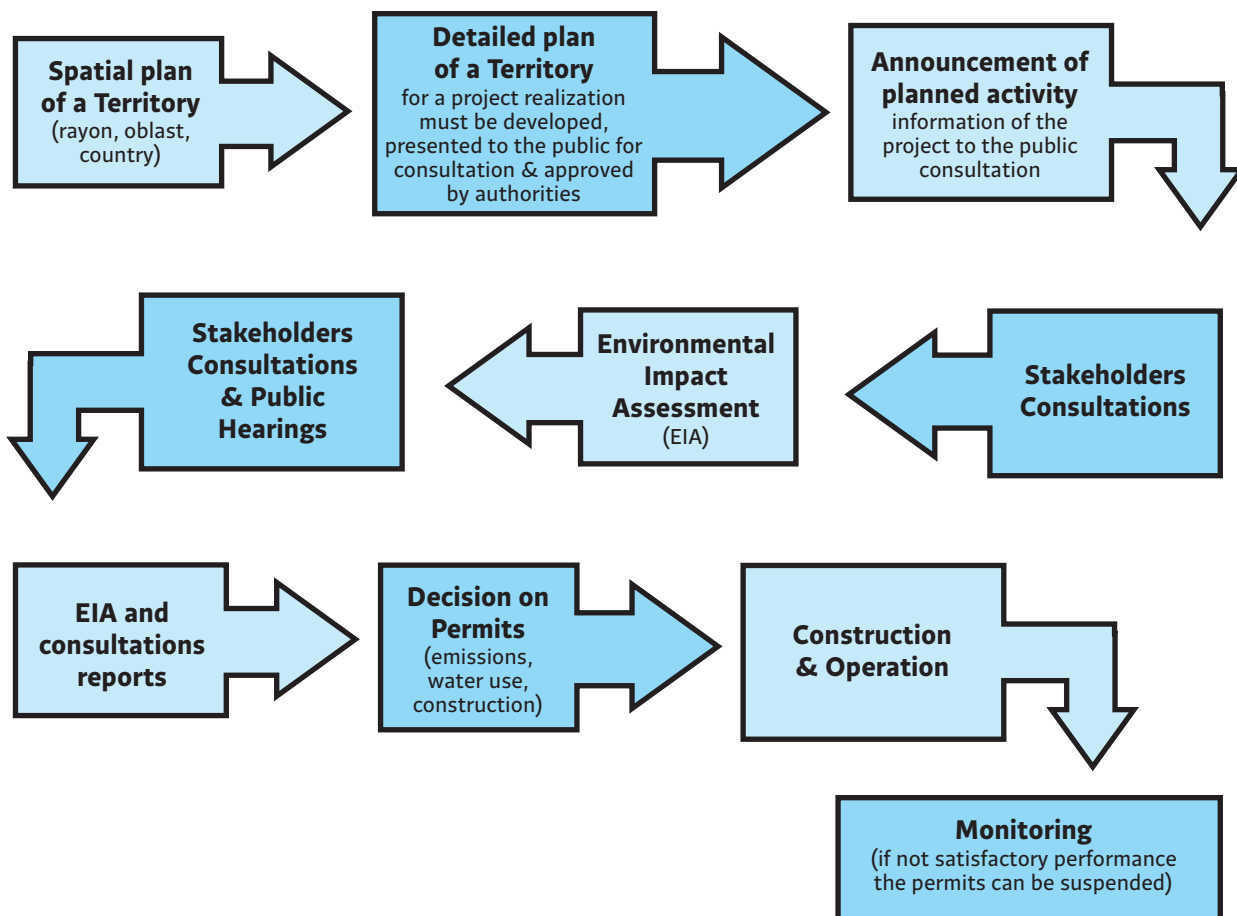 Spatial plan
of a Territory
(rayon, oblast,
country)
Detailed plan
of a Territory
for a project realization
must be developed,
presented to the public for
consultation & approved
by authorities
Announcement of
planned activity
information of the
project to the public
consultation
Stakeholders
Consultations
Environmental
Impact
Assessment
(EIA)
Stakeholders
Consultations
& Public
Hearings
EIA and
consultations
reports
Decision on
Permits
(emissions,
water use,
construction)
Construction
& Operation
Monitoring
(if not satisfactory performance
the permits can be suspended)